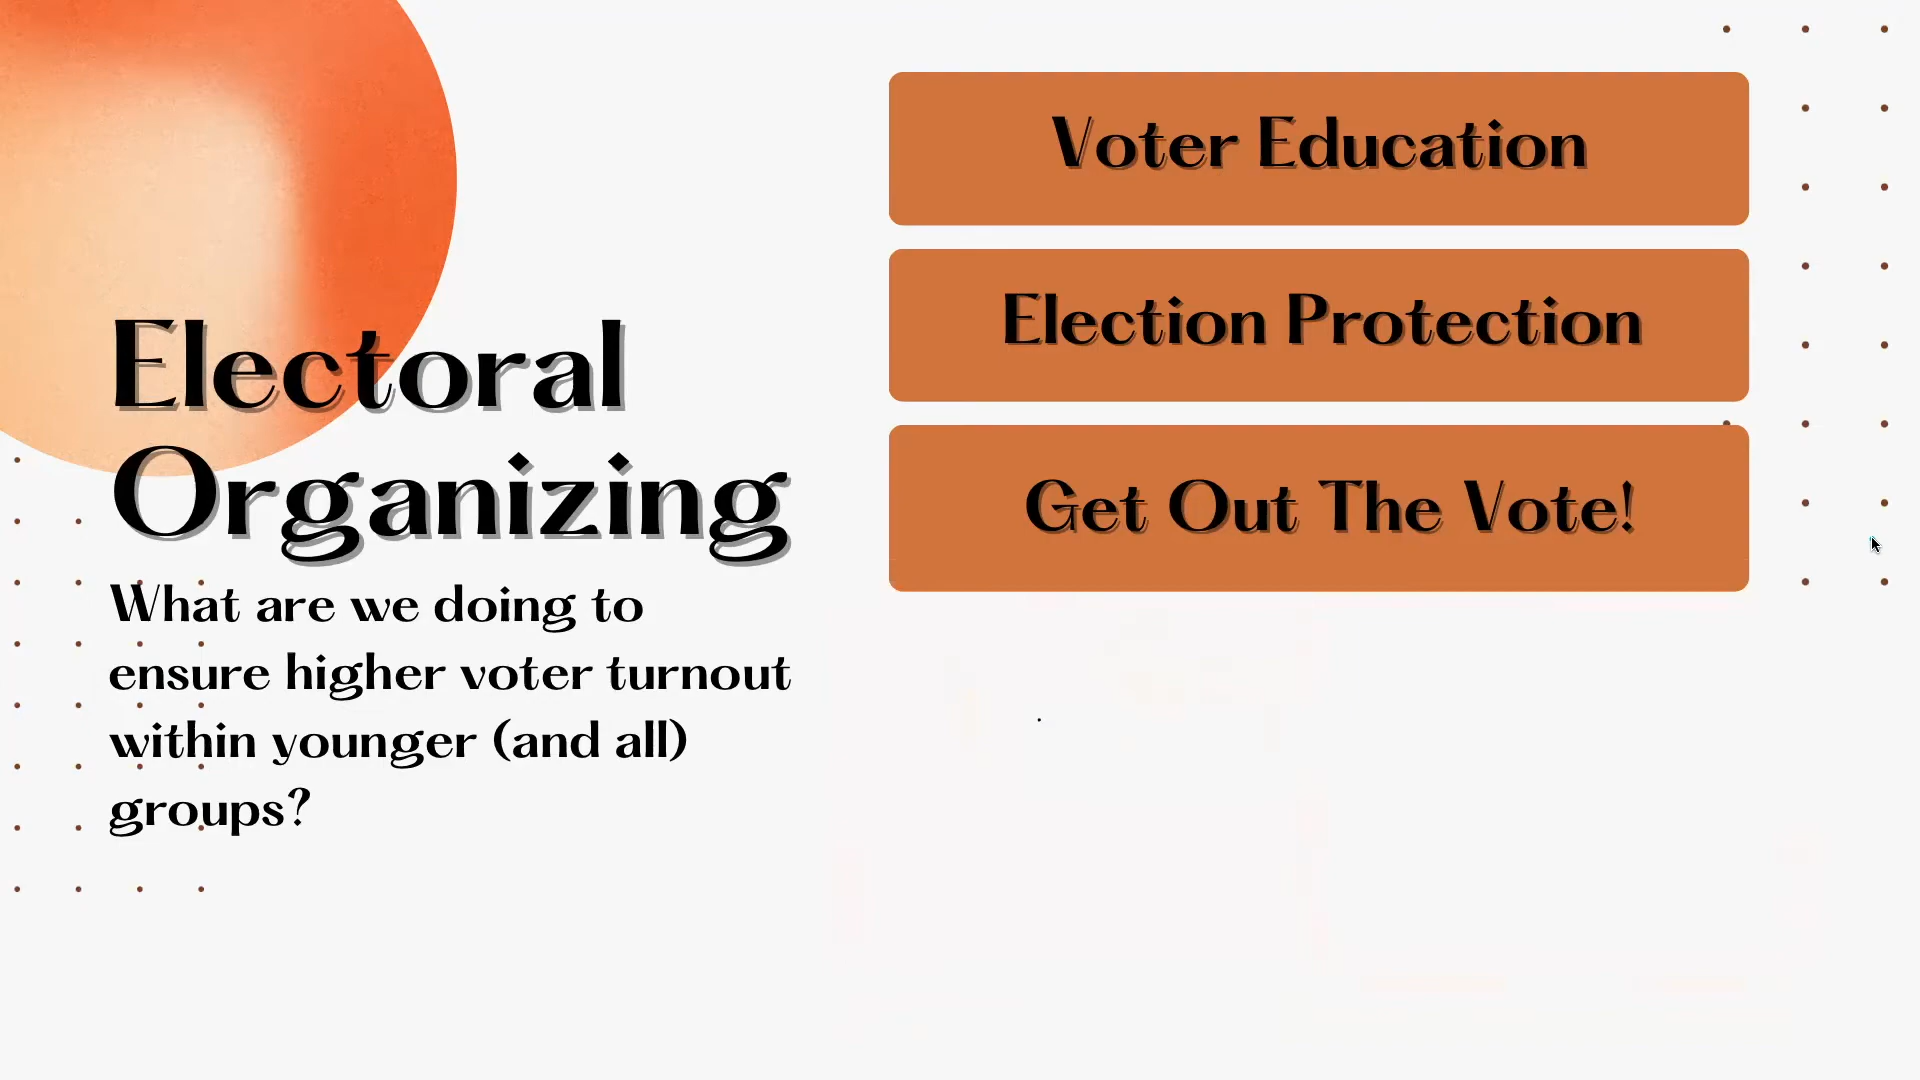 Electoral
Organizing
What are we doing to
ensure higher voter turnout
within younger (and all)
groups?
Voter Education
Election Protection
Get Out The Vote!